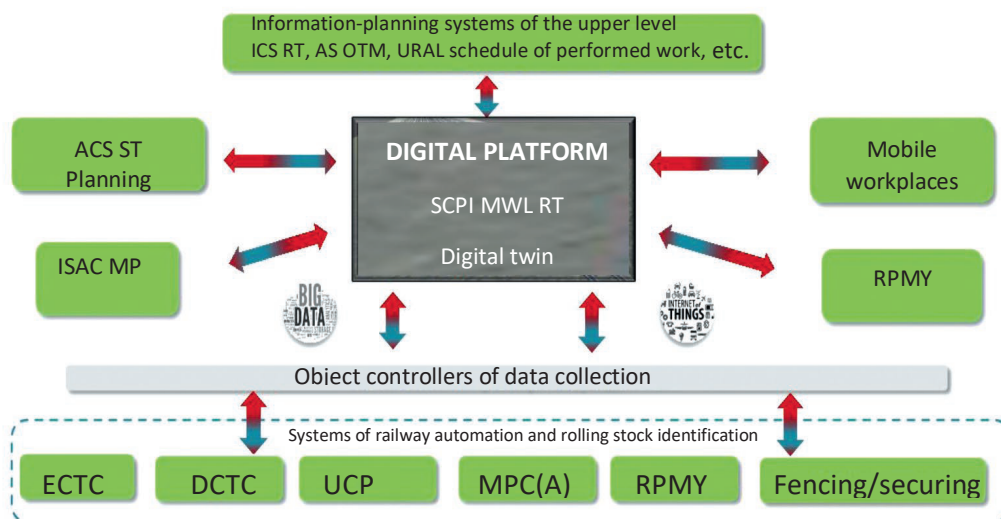 Information-planning systems of the upper level
ICS RT, AS OTM, URAL schedule of performed work, etc.
ACS ST
Planning
DIGITAL PLATFORM
SCPI MWL RT
Digital twin
Mobile
workplaces
ISAC MP
RPMY
BIG
DATA
INTERNET
OF
THINGS
Object controllers of data collection
Systems of railway automation and rolling stock identification
ECTC
DCTC
UCP
MPC(A)
RPMY
Fencing/securing